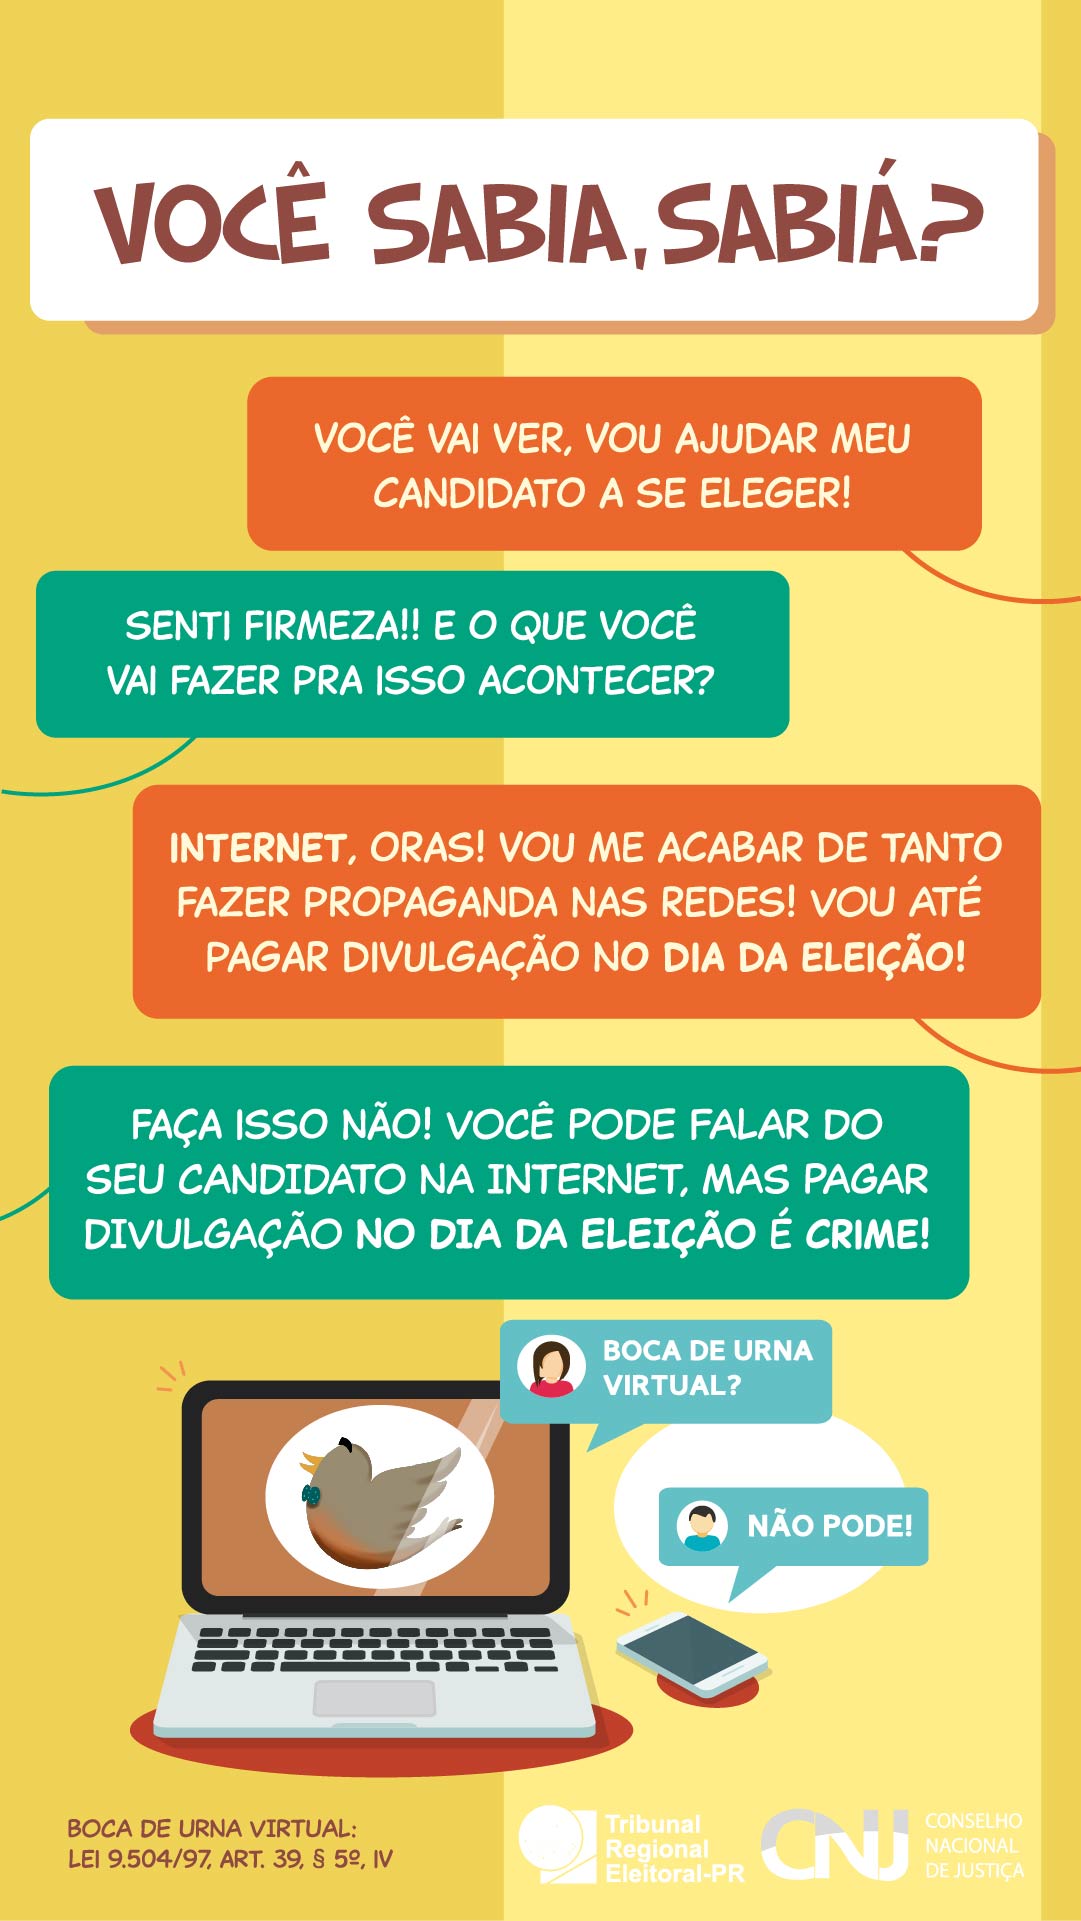 VOCÊ SABIA, SABIÁ?
VOCÊ VAI VER, VOU AJUDAR MEU
CANDIDATO A SE ELEGER!
SENTI FIRMEZA!! E O QUE VOCÊ
VAI FAZER PRA ISSO ACONTECER?
INTERNET, ORAS! VOU ME ACABAR DE TANTO
FAZER PROPAGANDA NAS REDES! VOU ATÉ
PAGAR DIVULGAÇÃO NO DIA DA ELEIÇÃO!
FAÇA ISSO NÃO! VOCÊ PODE FALAR DO
SEU CANDIDATO NA INTERNET, MAS PAGAR
DIVULGAÇÃO NO DIA DA ELEIÇÃO É CRIME!
BOCA DE URNA
VIRTUAL?
NÃO PODE!
BOCA DE URNA VIRTUAL:
LEI 9.504/97, ART. 39, § 5º, IV
Tribunal
Regional
Eleitoral-PR
CNJ
CONSELHO
NACIONAL
DE JUSTIÇA